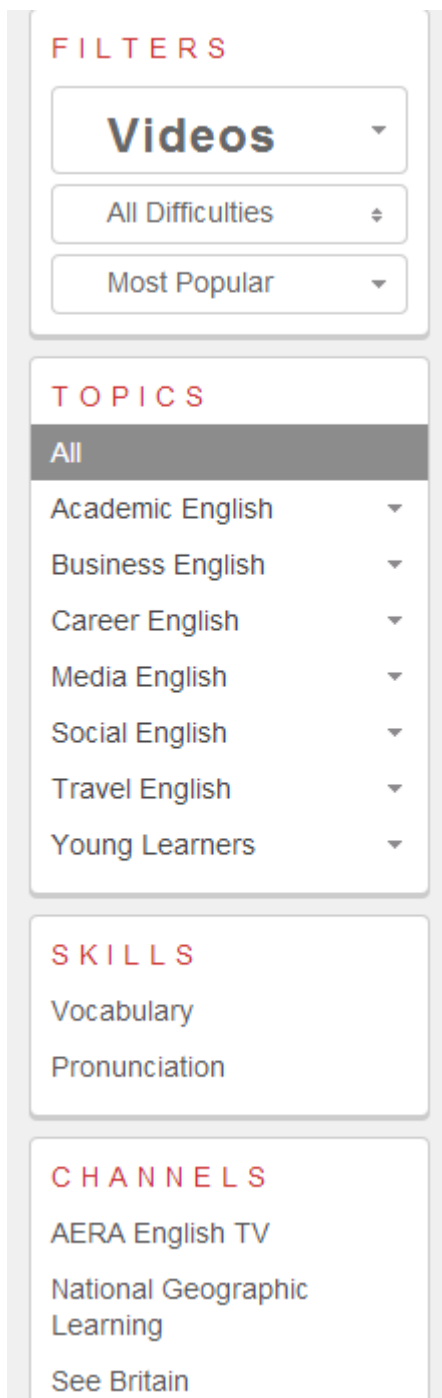 FILTERS
Videos
All Difficulties
Most Popular
TOPICS
All
Academic English
Business English
Career English
Media English
Social English
Travel English
Young Learners
SKILLS
Vocabulary
Pronunciation
CHANNELS
AERA English TV
National Geographic
Learning
See Britain